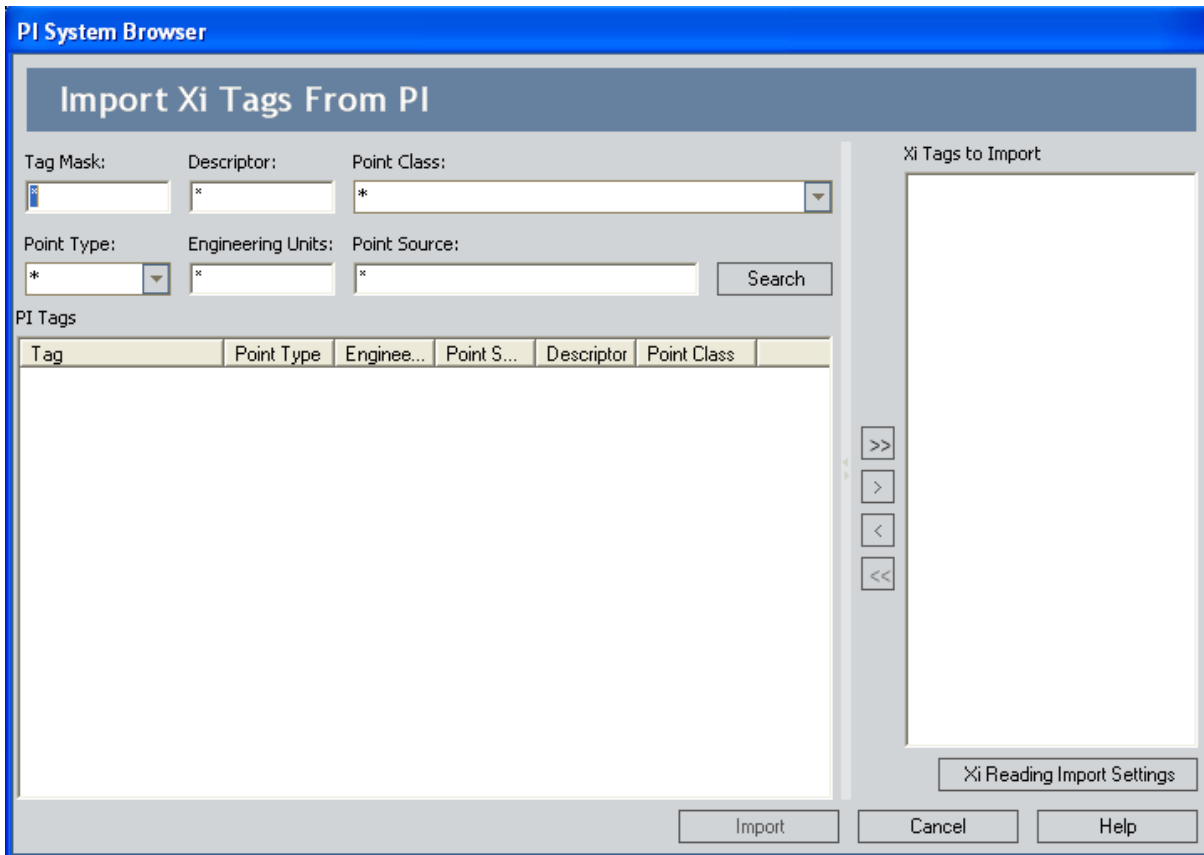 PI System Browser
Import Xi Tags From PI
Tag Mask: Descriptor: Point Class:
* * *
Point Type: Engineering Units: Point Source:
* * * Search
PI Tags
Tag Point Type Enginee... Point S... Descriptor Point Class
Xi Tags to Import
>>
>
<
<<
Xi Reading Import Settings
Import Cancel Help